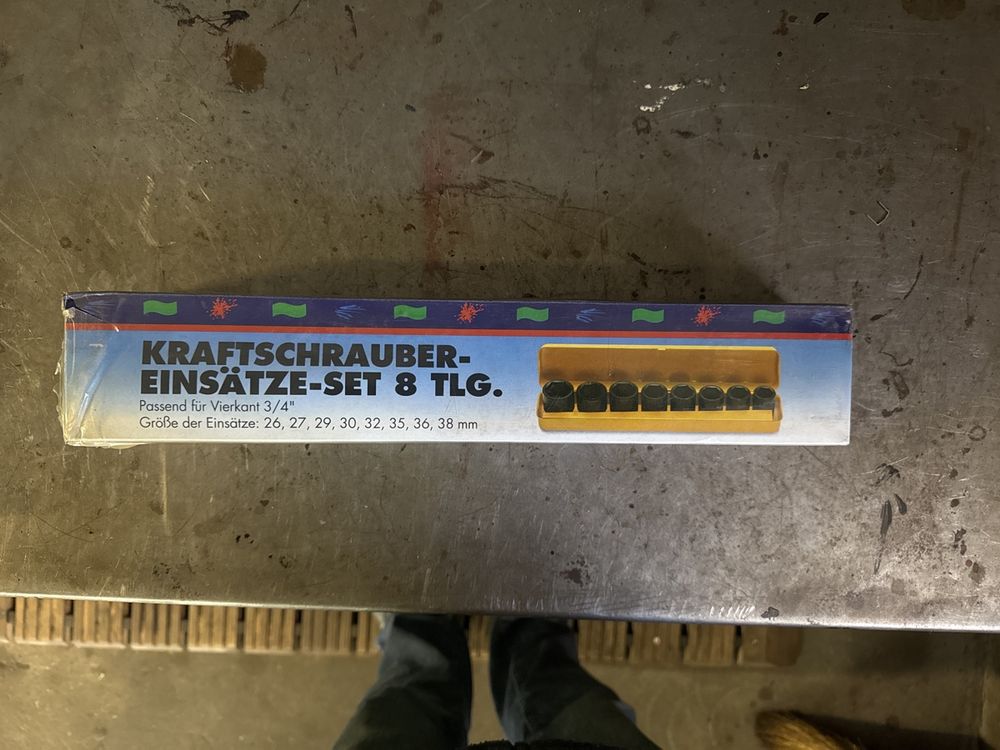 KRAFTSCHRAUBER-
EINSÄTZE-SET 8 TLG.
Passend für Vierkant 3/4"
Größe der Einsätze: 26, 27, 29, 30, 32, 35, 36, 38 mm